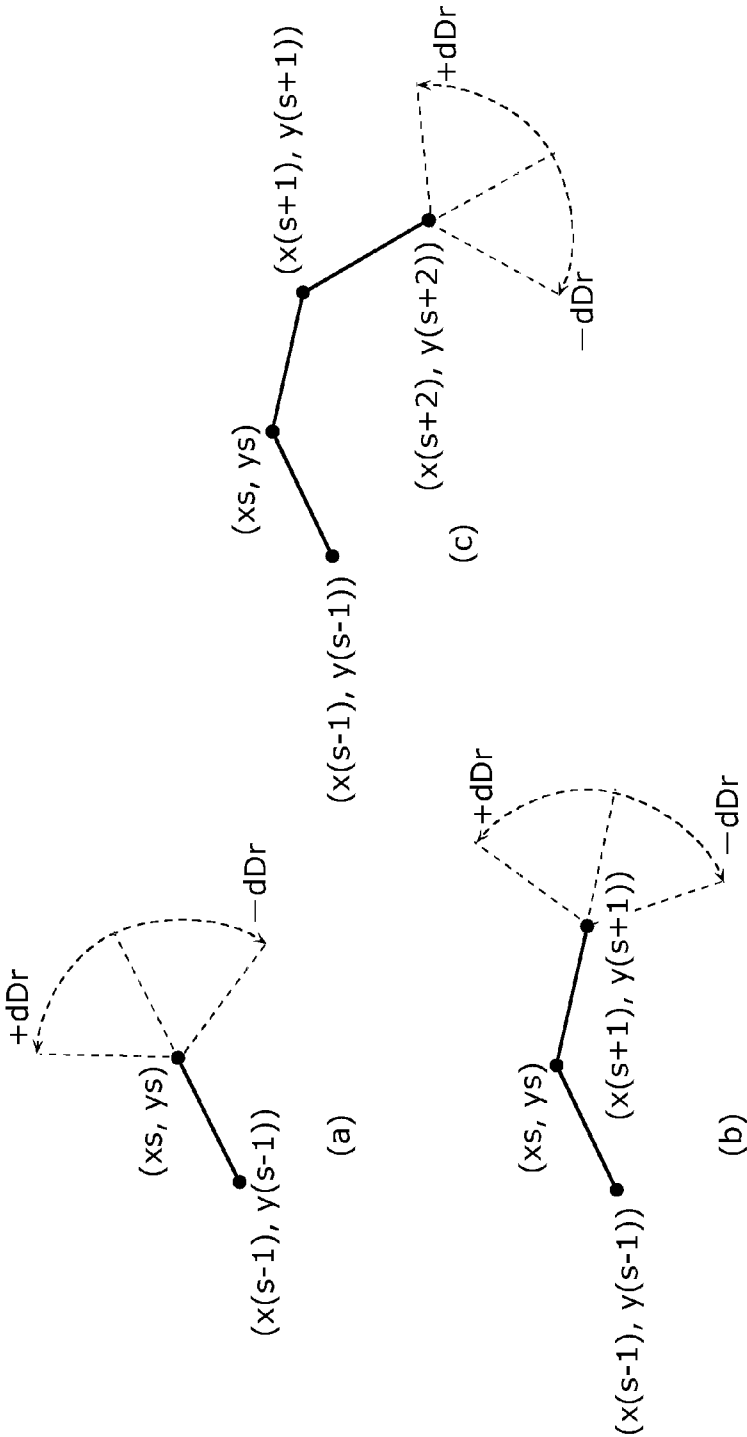 +dDr
(xs, ys)
−dDr
(x(s-1), y(s-1))
(a)
+dDr
(xs, ys)
(x(s+1), y(s+1))
−dDr
(x(s-1), y(s-1))
(b)
(x(s+1), y(s+1))
(xs, ys)
(x(s-1), y(s-1))
+dDr
(x(s+2), y(s+2))
−dDr
(c)